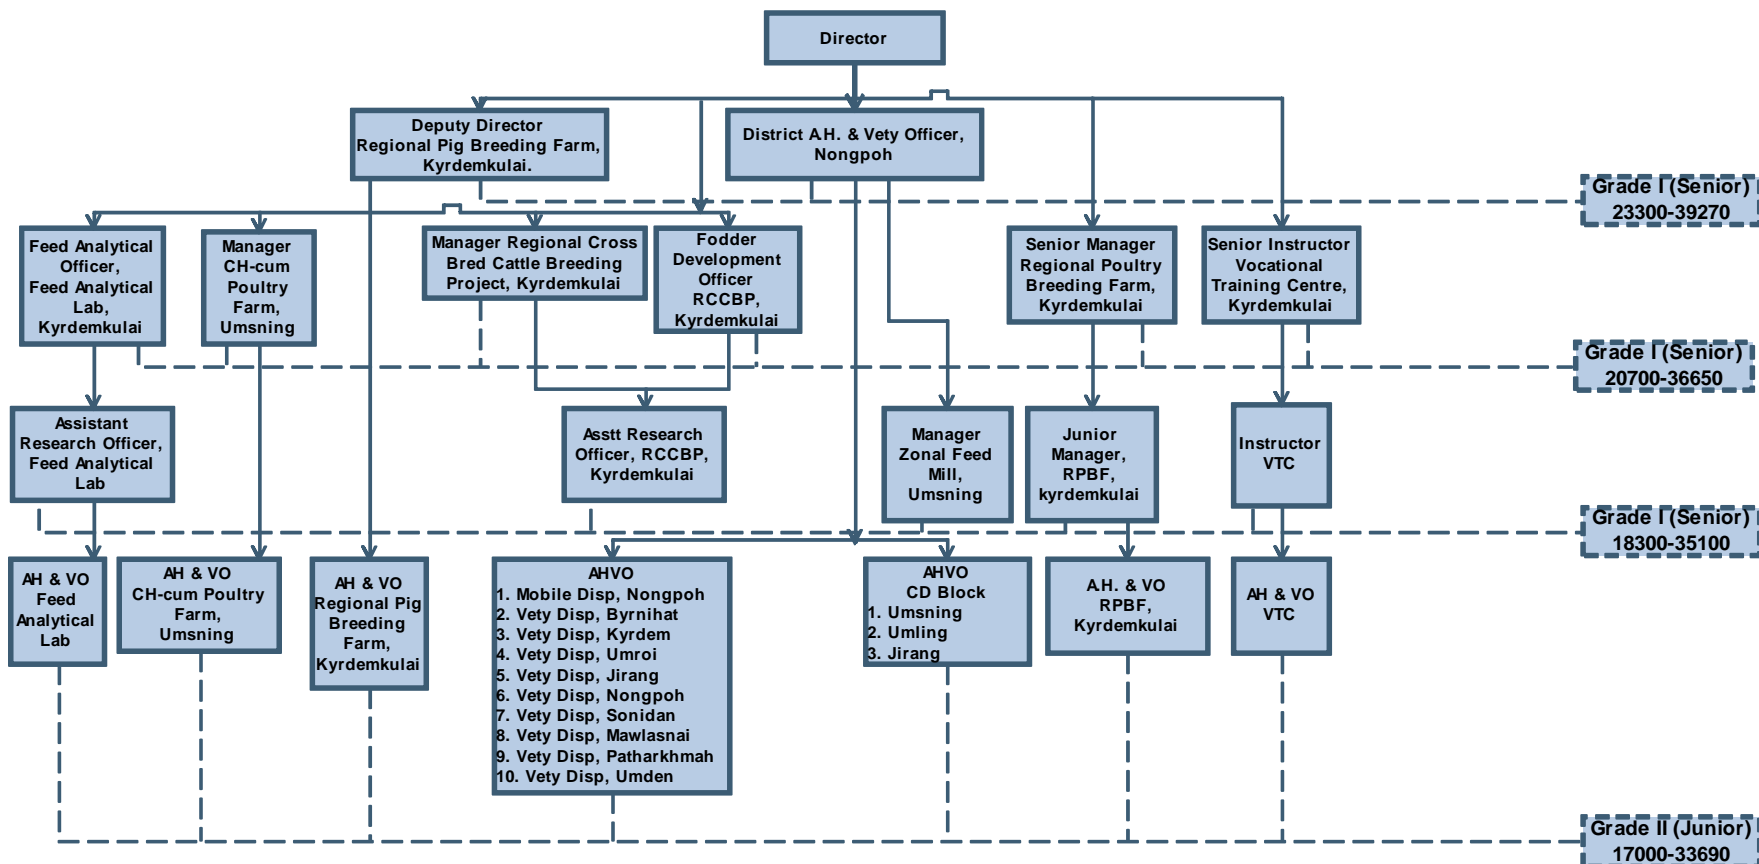 Director
Deputy Director
Regional Pig Breeding Farm,
Kyrdemkulai.
District A.H. & Vety Officer,
Nongpoh
Grade I (Senior)
23300-39270
Feed Analytical
Officer,
Feed Analytical
Lab,
Kyrdemkulai
Manager
CH-cum
Poultry
Farm,
Umsning
Manager Regional Cross
Bred Cattle Breeding
Project, Kyrdemkulai
Fodder
Development
Officer
RCCBP,
Kyrdemkulai
Senior Manager
Regional Poultry
Breeding Farm,
Kyrdemkulai
Senior Instructor
Vocational
Training Centre,
Kyrdemkulai
Grade I (Senior)
20700-36650
Assistant
Research Officer,
Feed Analytical
Lab
Asstt Research
Officer, RCCBP,
Kyrdemkulai
Manager
Zonal Feed
Mill,
Umsning
Junior
Manager,
RPBF,
kyrdemkulai
Instructor
VTC
Grade I (Senior)
18300-35100
AH & VO
Feed
Analytical
Lab
AH & VO
CH-cum Poultry
Farm,
Umsning
AH & VO
Regional Pig
Breeding
Farm,
Kyrdemkulai
AHVO
1. Mobile Disp, Nongpoh
2. Vety Disp, Byrnihat
3. Vety Disp, Kyrdem
4. Vety Disp, Umroi
5. Vety Disp, Jirang
6. Vety Disp, Nongpoh
7. Vety Disp, Sonidan
8. Vety Disp, Mawlasnai
9. Vety Disp, Patharkhmah
10. Vety Disp, Umden
AHVO
CD Block
1. Umsning
2. Umling
3. Jirang
A.H. & VO
RPBF,
Kyrdemkulai
AH & VO
VTC
Grade II (Junior)
17000-33690